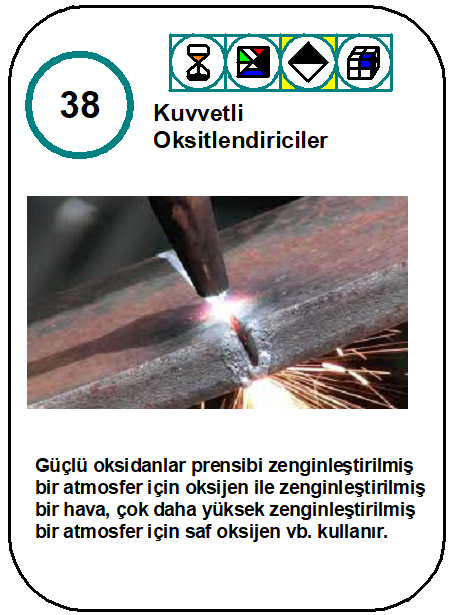 38
Kuvvetli
Oksitlendiriciler
Güçlü oksidanlar prensibi zenginleştirilmiş
bir atmosfer için oksijen ile zenginleştirilmiş
bir hava, çok daha yüksek zenginleştirilmiş
bir atmosfer için saf oksijen vb. kullanır.